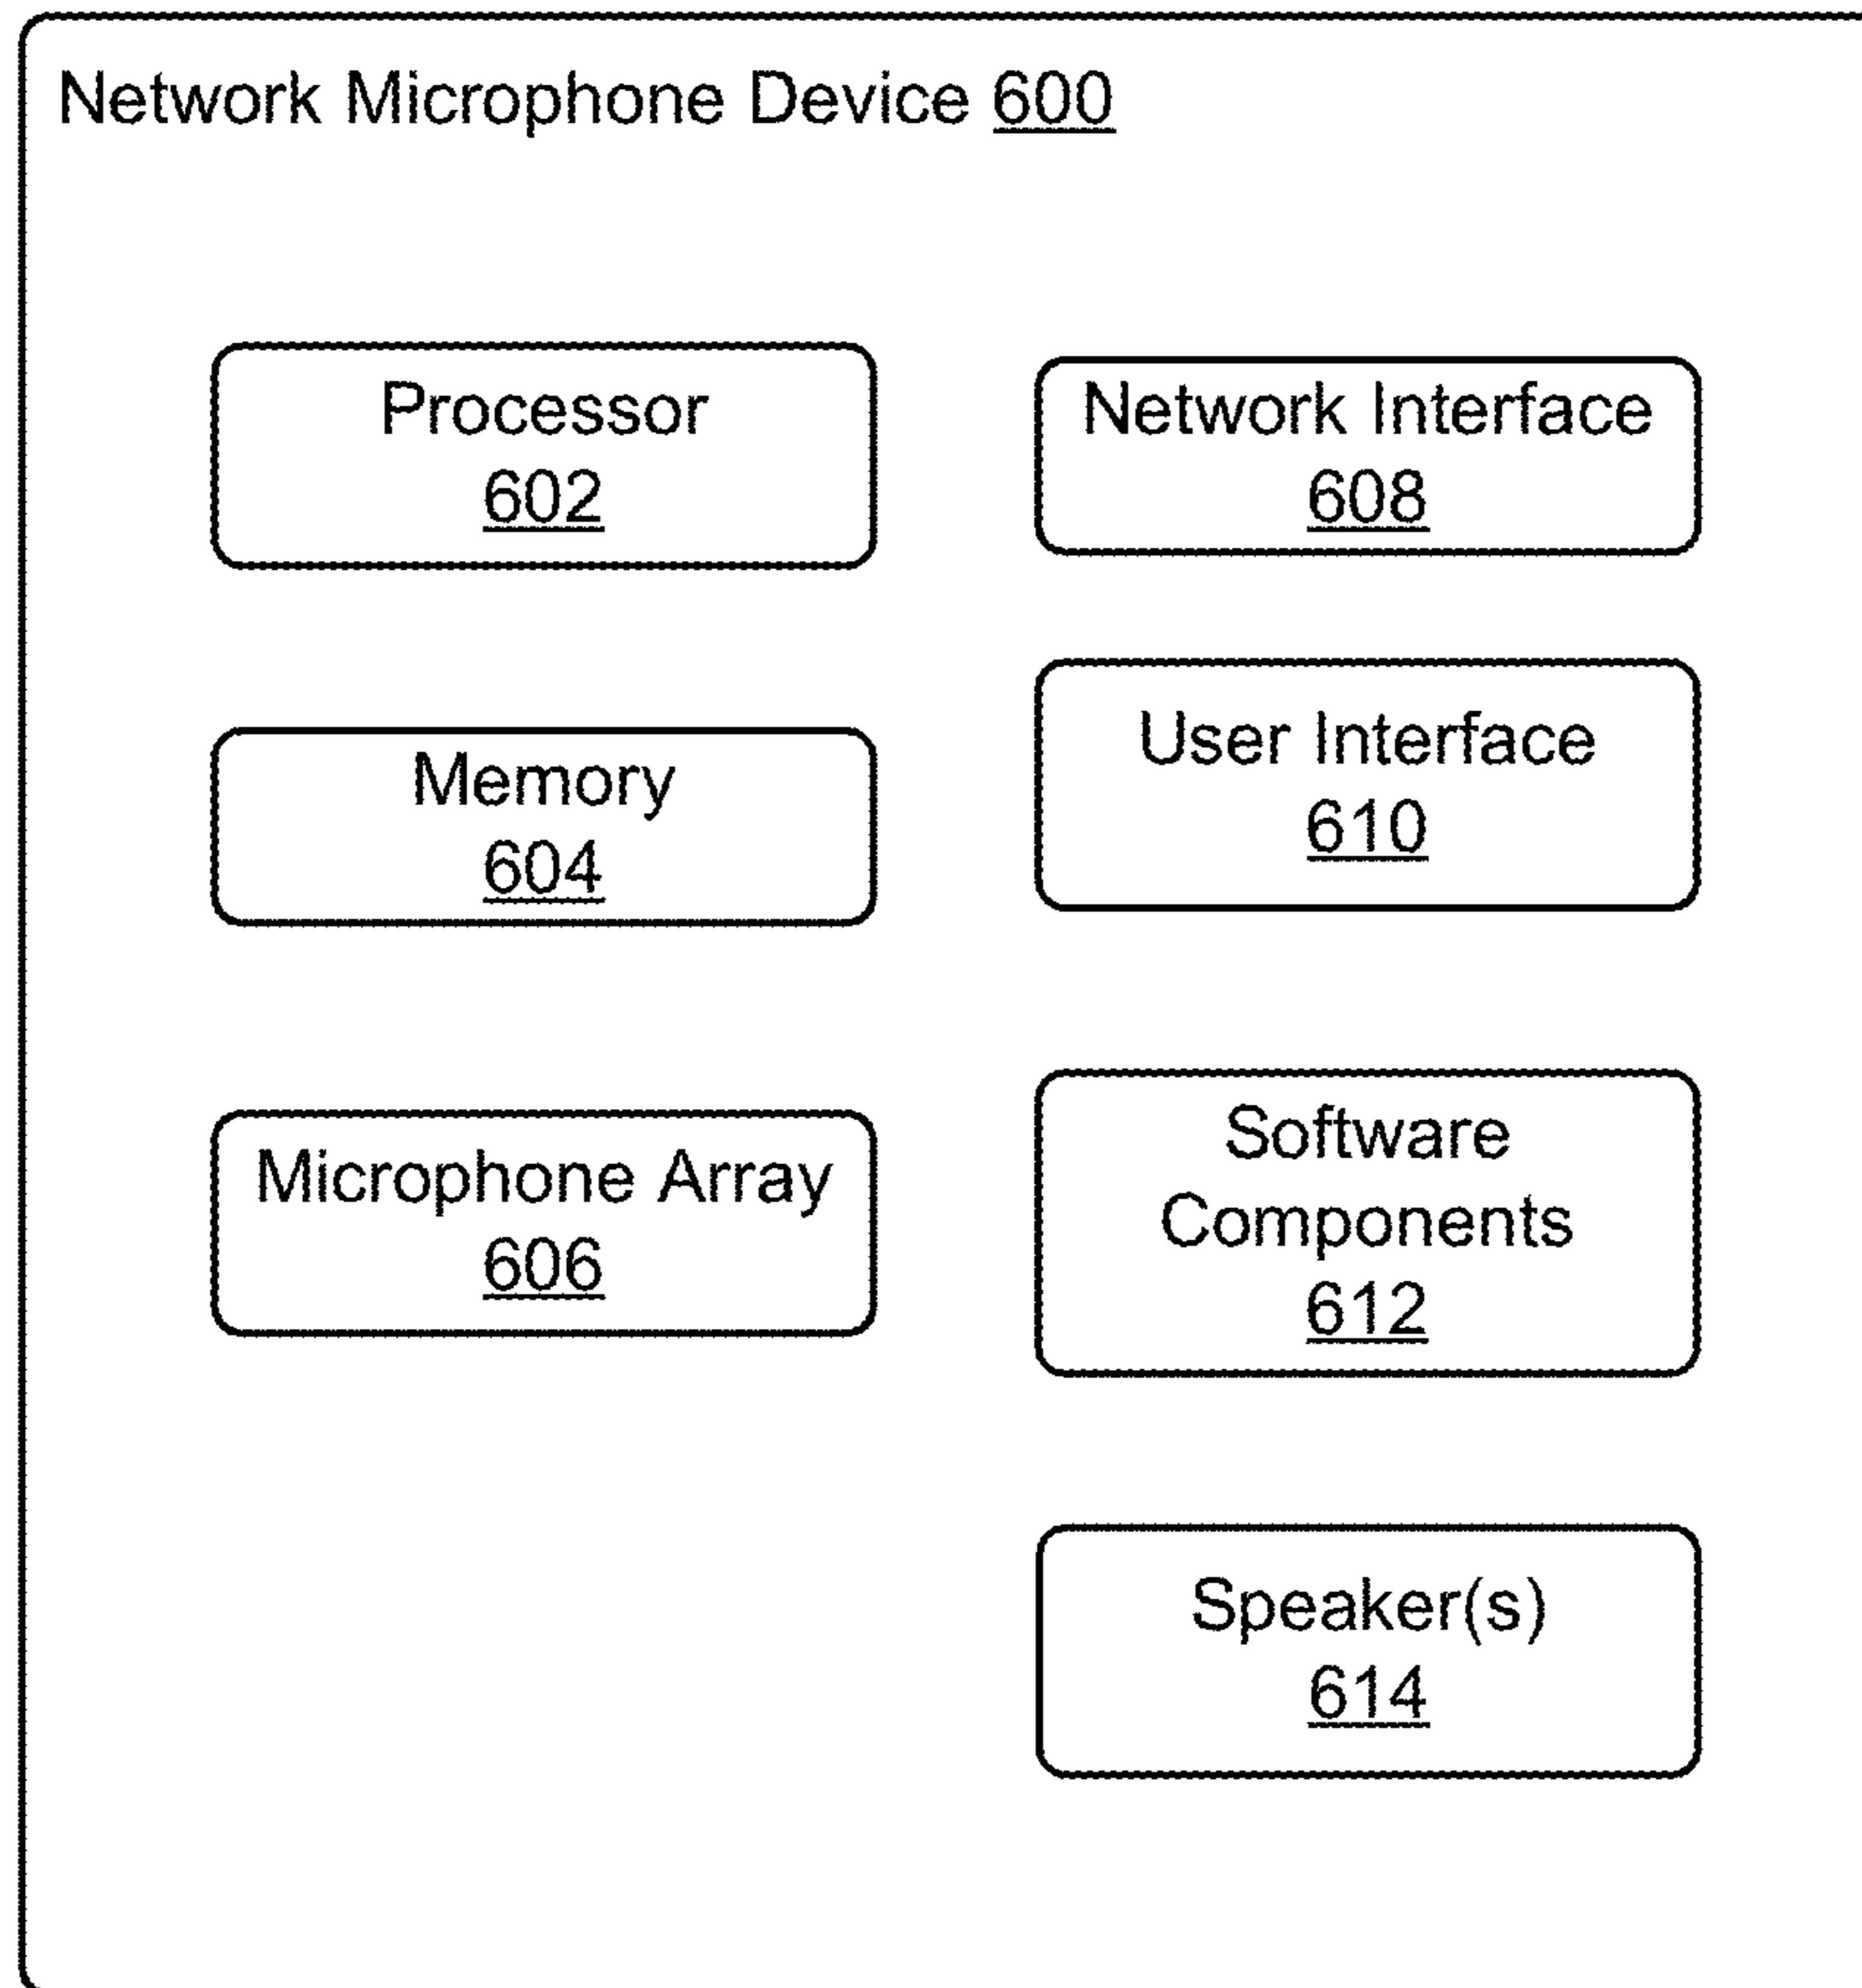 Network Microphone Device 600
Processor
602
Memory
604
Microphone Array
606
Network Interface
608
User Interface
610
Software
Components
612
Speaker(s)
614